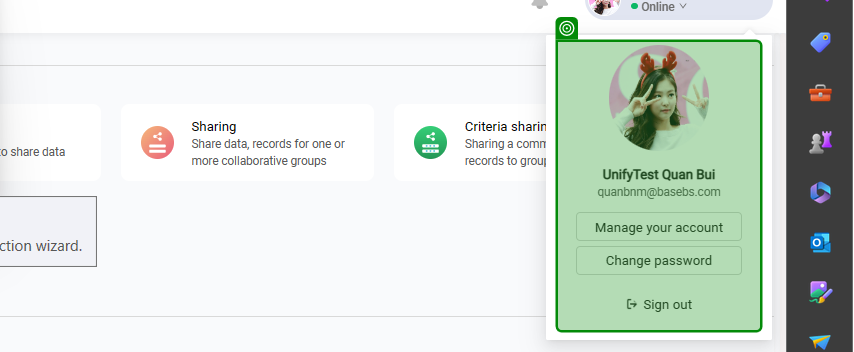 Online
to share data
Sharing
Share data, records for one or
more collaborative groups
Criteria sharin
Sharing a comm
records to group
ction wizard.
UnifyTest Quan Bui
quanbnm@basebs.com
Manage your account
Change password
Sign out